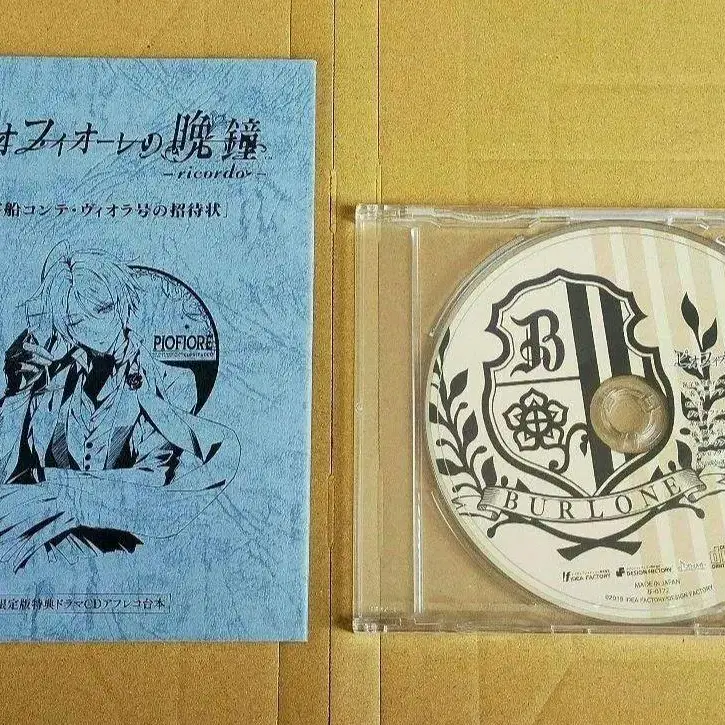 オフィオーレの晩鐘
-ricordo-
船コンテ・ヴィオラ号の招待状」
PIOFIORE
限定版特典ドラマCDアフレコ台本
B
BURLONE
IDEA FACTORY
DESIGN FACTORY
MADE IN JAPAN
IDEA FACTORY/DESIGN FACTORY